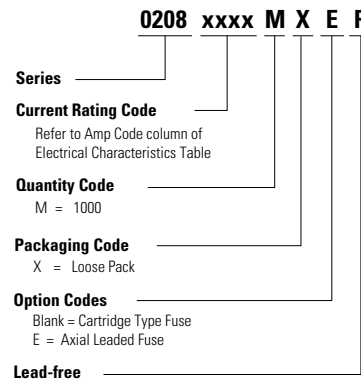 0208 xxxx M X E
Series
Current Rating Code
Refer to Amp Code column of
Electrical Characteristics Table
Quantity Code
M = 1000
Packaging Code
X = Loose Pack
Option Codes
Blank = Cartridge Type Fuse
E = Axial Leaded Fuse
Lead-free